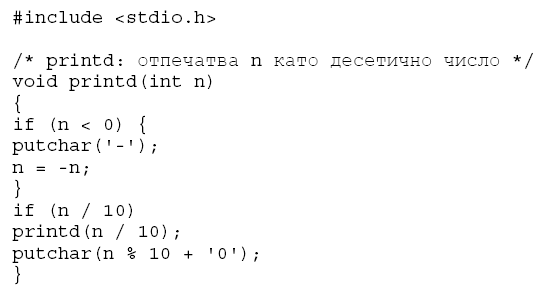 #include <stdio.h>

/* printd: отпечатва n като десетично число */
void printd(int n)
{
if (n < 0) {
putchar('-');
n = -n;
}
if (n / 10)
printd(n / 10);
putchar(n % 10 + '0');
}